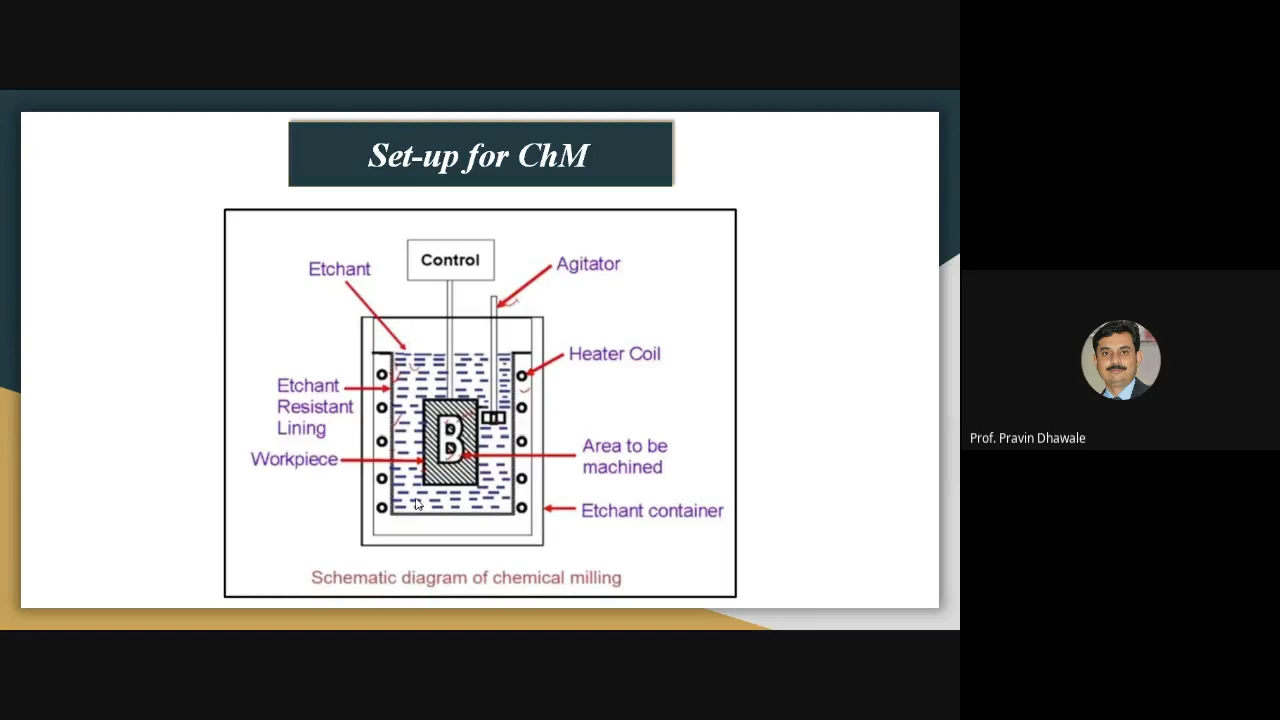 Set-up for ChM
Control
Etchant
Agitator
Heater Coil
Etchant
Resistant
Lining
Workpiece
B
Area to be
machined
Etchant container
Schematic diagram of chemical milling
Prof. Pravin Dhawale